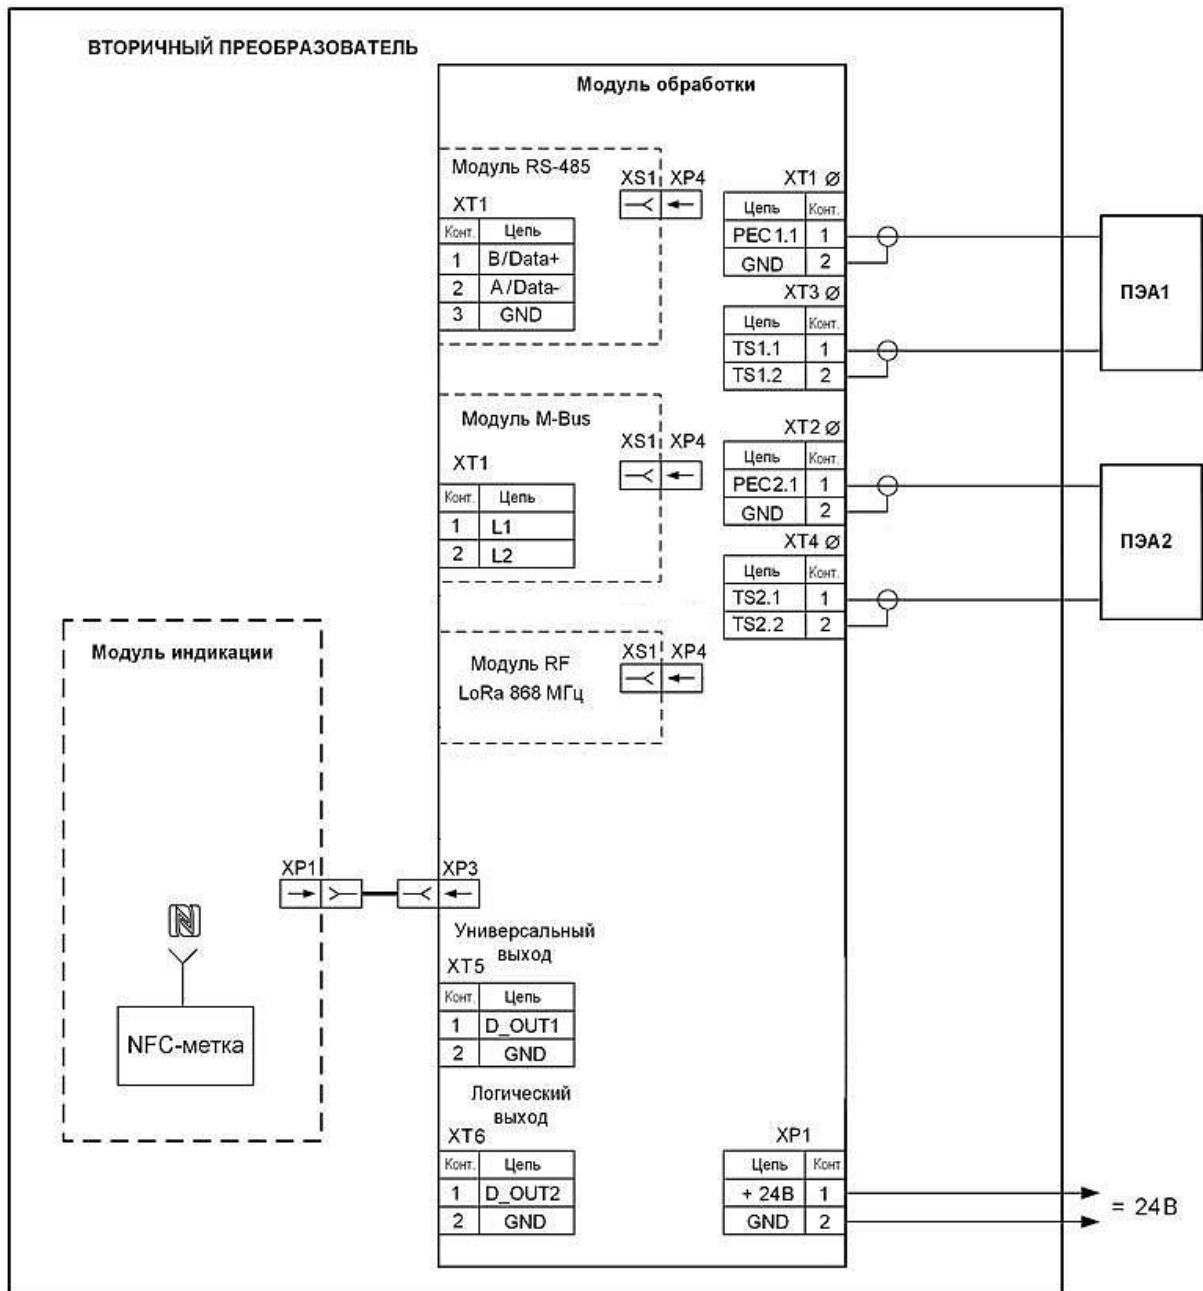 ВТОРИЧНЫЙ ПРЕОБРАЗОВАТЕЛЬ
Модуль обработки
Модуль RS-485
XS1 XP4
XT1
Конт. Цепь
1 B/Data+
2 A/Data-
3 GND
XT1 Ø
Цепь Конт.
PEC1.1 1
GND 2
XT3 Ø
Цепь Конт.
TS1.1 1
TS1.2 2
ПЭА1
Модуль M-Bus
XS1 XP4
XT1
Конт. Цепь
1 L1
2 L2
XT2 Ø
Цепь Конт.
PEC2.1 1
GND 2
XT4 Ø
Цепь Конт.
TS2.1 1
TS2.2 2
ПЭА2
Модуль RF
LoRa 868 МГц
XS1 XP4
Модуль индикации
XP1
XP3
NFC-метка
Универсальный
выход
XT5
Конт. Цепь
1 D_OUT1
2 GND
Логический
выход
XT6
Конт. Цепь
1 D_OUT2
2 GND
XP1
Цепь Конт
+ 24В 1
GND 2
= 24В